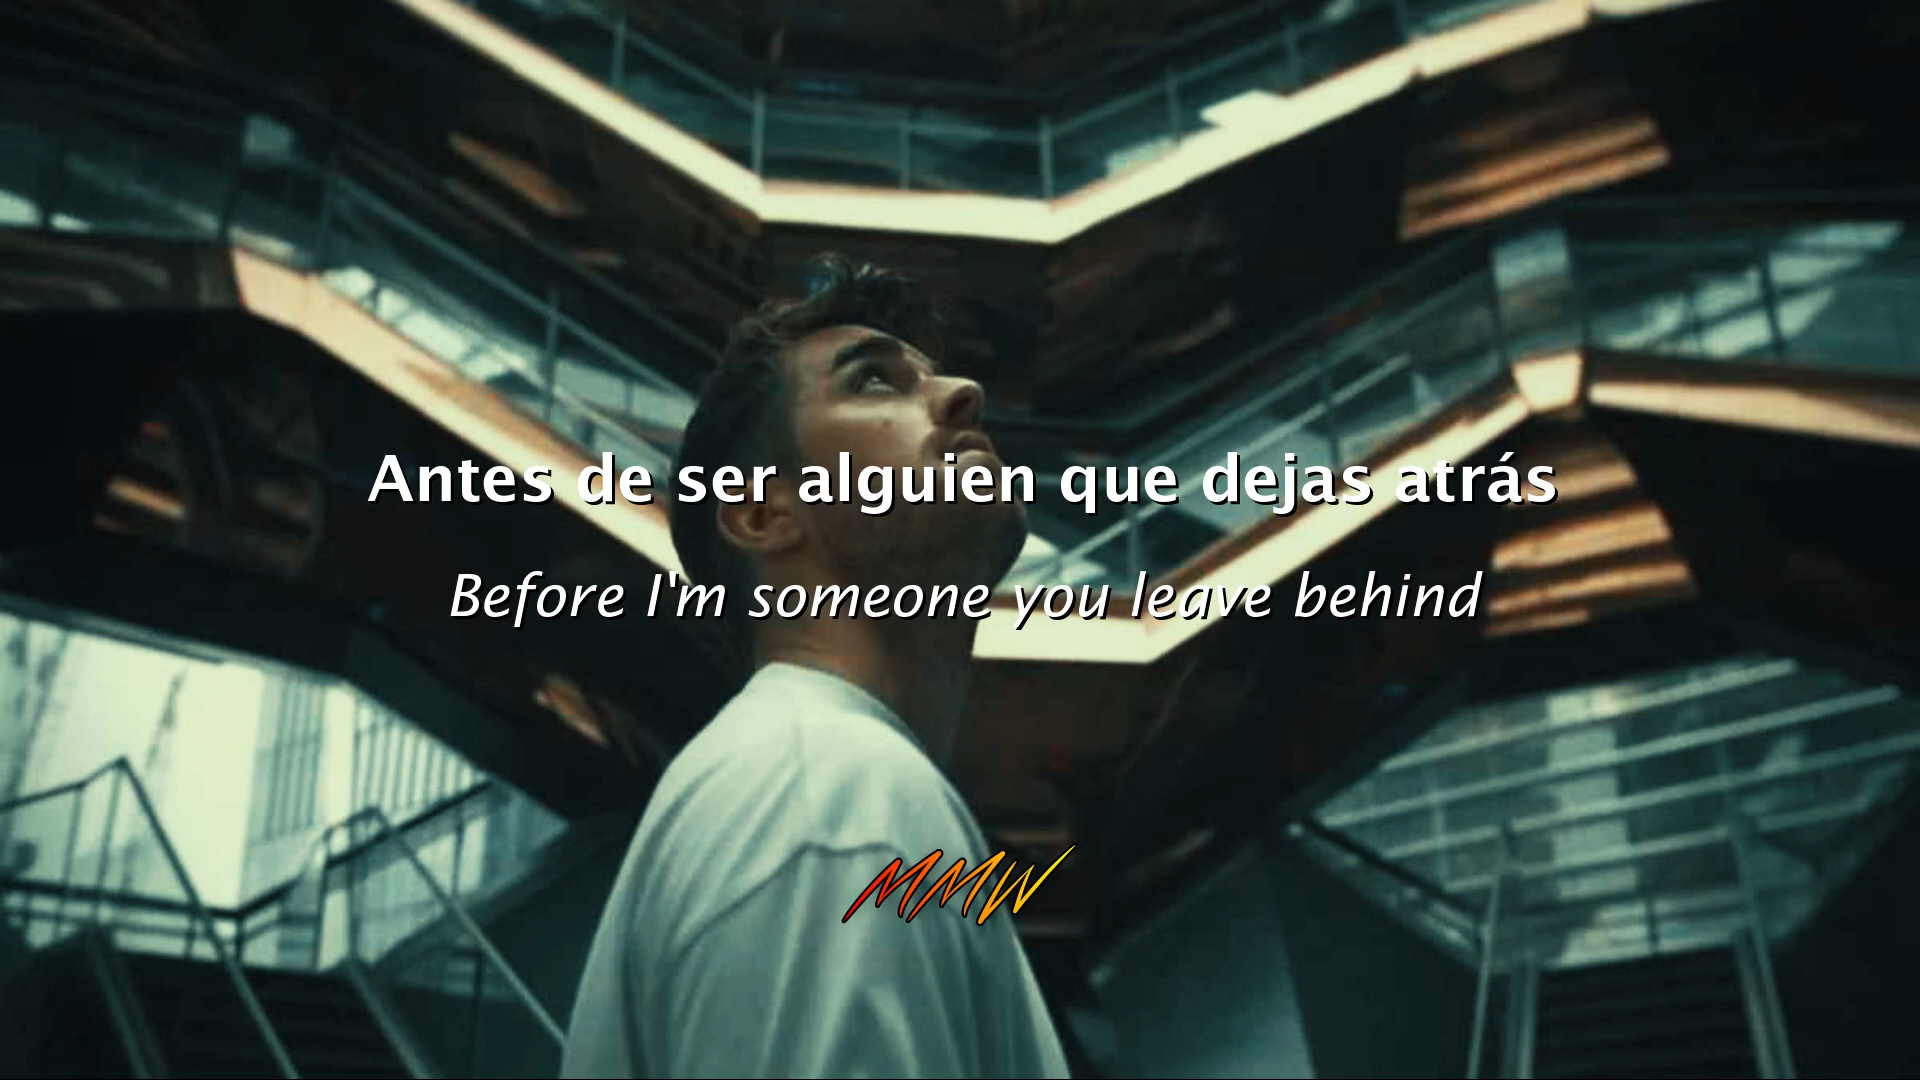 Antes de ser alguien que dejas atrás
Before I'm someone you leave behind
MMW